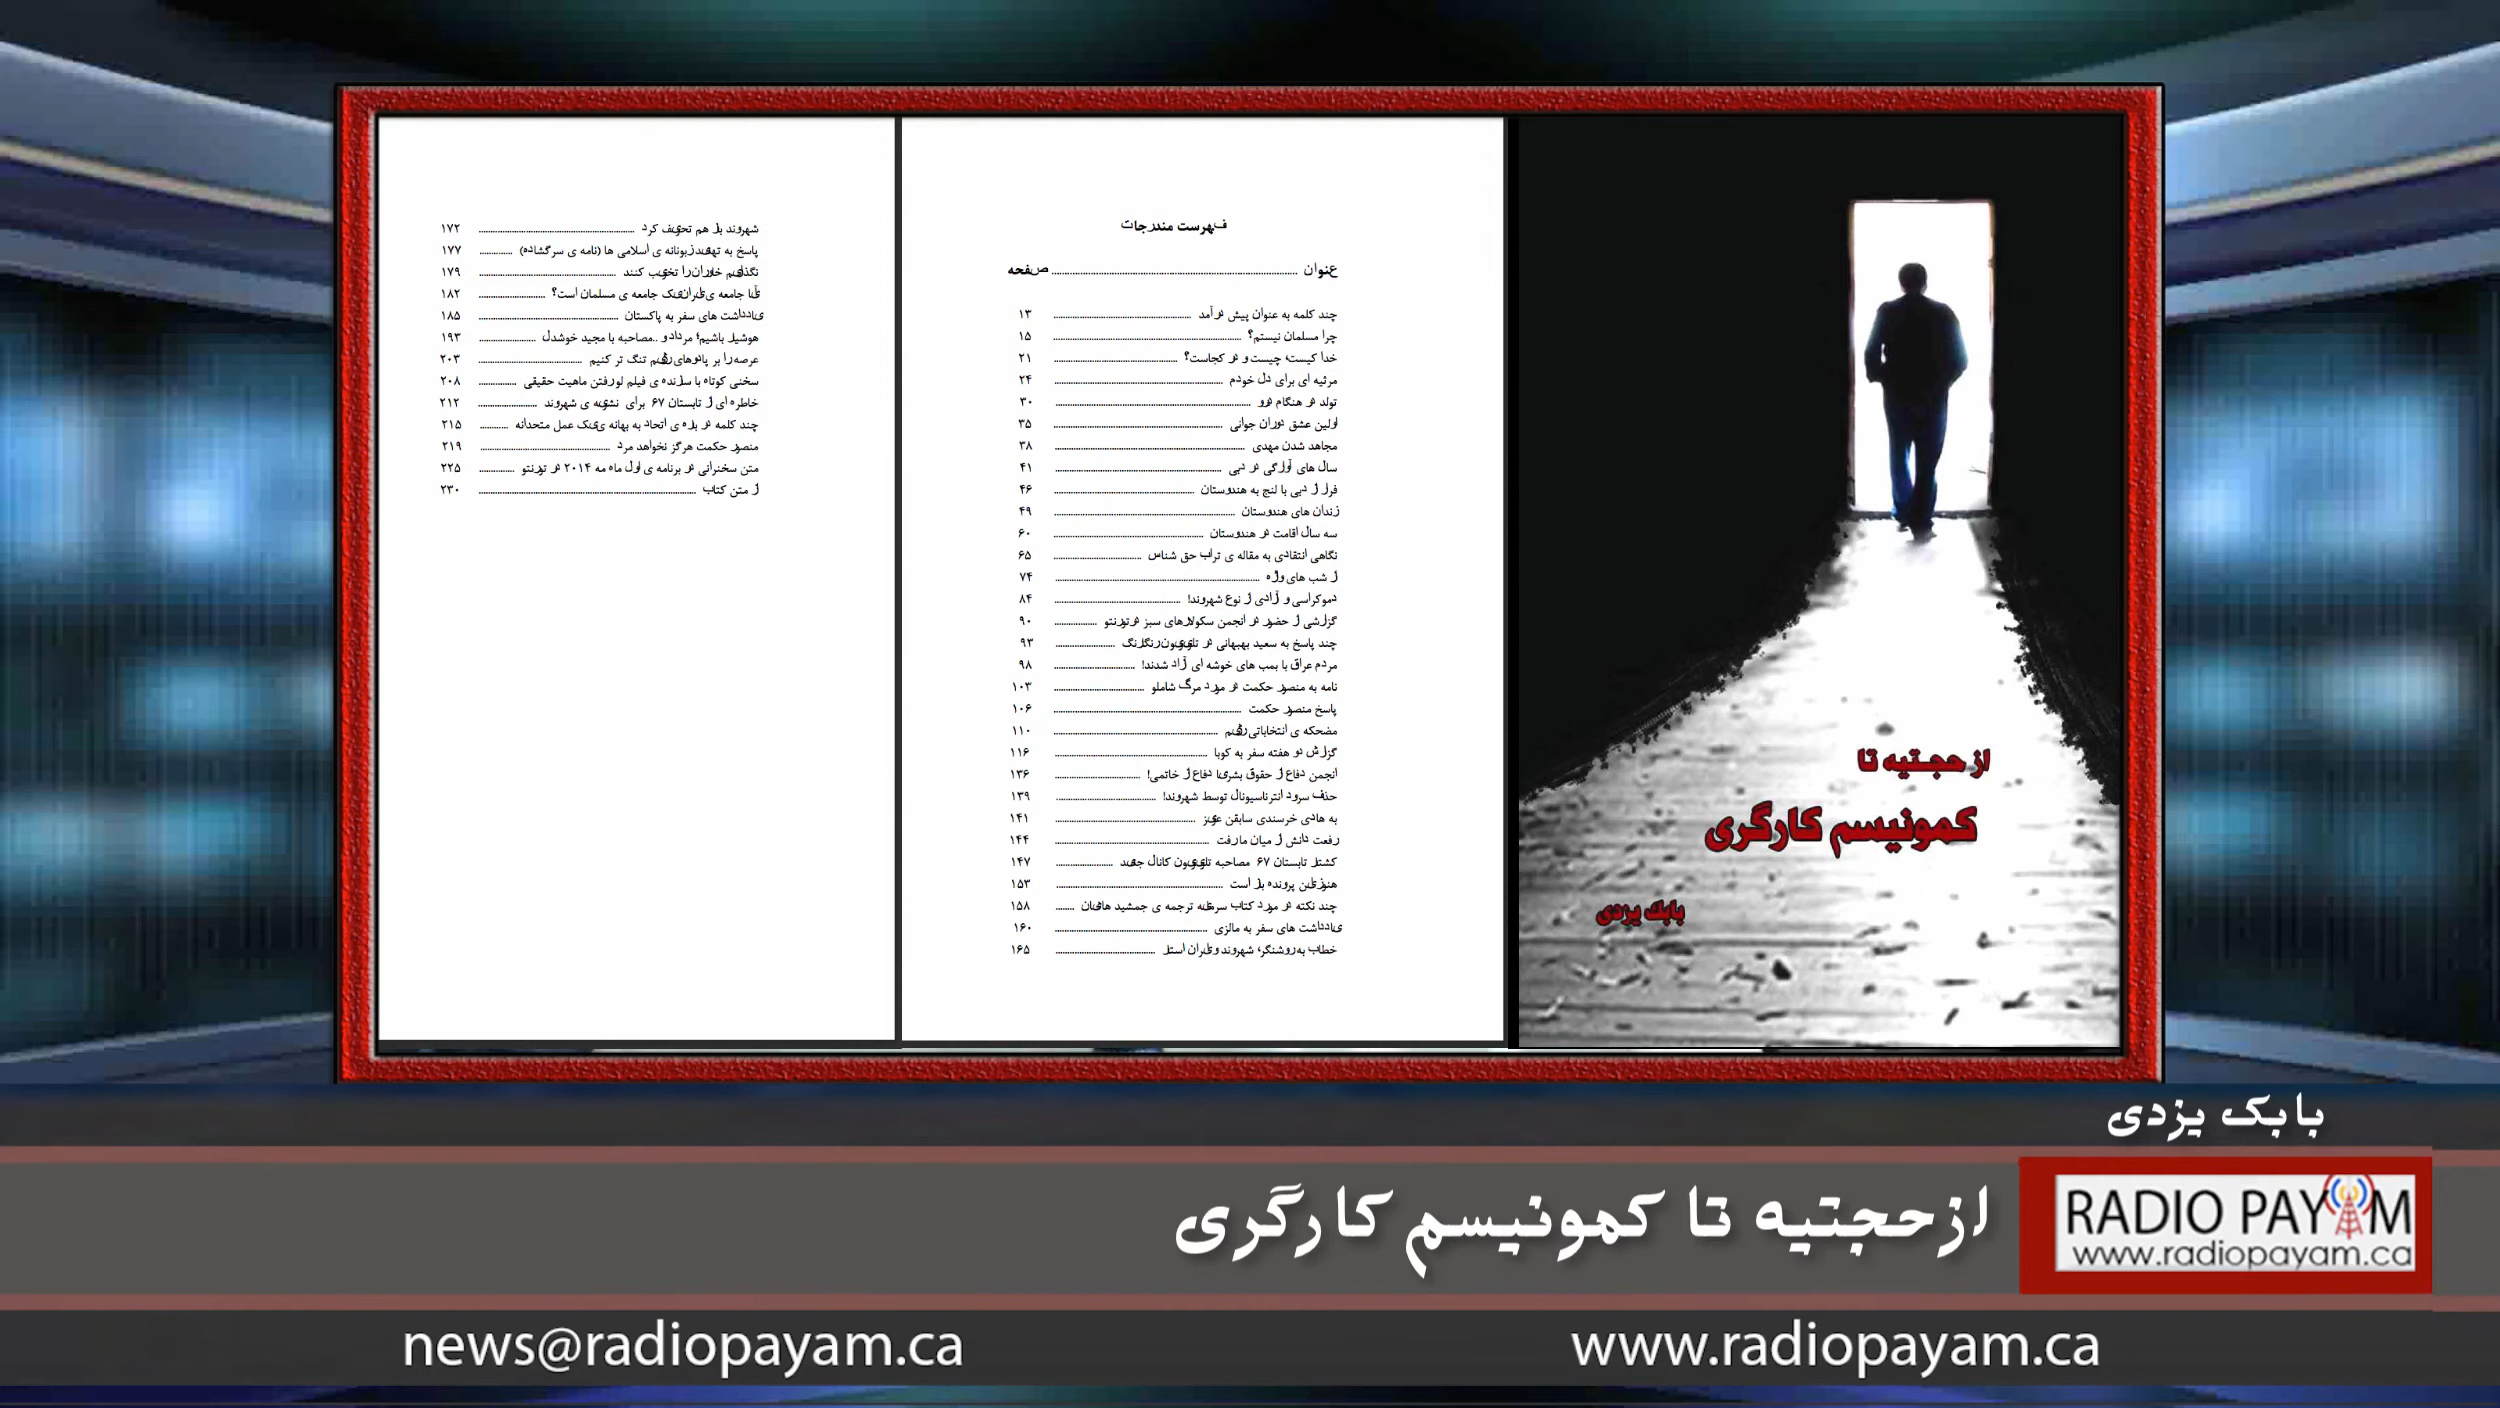 از حجتیه تا
کمونیسم کارگری
بابک یزدی
فهرست مندرجات
عنوان ........ صفحه
چند کلمه به عنوان پیش درآمد ........ ۱۳
چرا مسلمان نیستم؟ ........ ۱۵
خدا کیست، چیست و در کجاست؟ ........ ۲۱
مرثیه ای برای دل خودم ........ ۲۴
تولد در هنگام درو ........ ۳۰
اولین عشق دوران جوانی ........ ۳۵
مجاهد شدن مهدی ........ ۳۸
سال های آوارگی در دبی ........ ۴۱
فرار از دبی با لنج به هندوستان ........ ۴۶
زندان های هندوستان ........ ۴۹
سه سال اقامت در هندوستان ........ ۶۰
نگاهی انتقادی به مقاله ی تراب حق شناس ........ ۶۵
از شب های واژه ........ ۷۴
دموکراسی و آزادی از نوع شهروند! ........ ۸۴
گزارشی از حضور در انجمن سکولارهای سبز در تورنتو ........ ۹۰
چند پاسخ به سعید بهبهانی در تلویزیون رنگارنگ ........ ۹۳
مردم عراق با بمب های خوشه ای آزاد شدند! ........ ۹۸
نامه به منصور حکمت در مورد مرگ شاملو ........ ۱۰۳
پاسخ منصور حکمت ........ ۱۰۶
مضحکه ی انتخاباتی رژیم ........ ۱۱۰
گزارش دو هفته سفر به کوبا ........ ۱۱۶
انجمن دفاع از حقوق بشر یا دفاع از خاتمی! ........ ۱۳۶
حذف سرود انترناسیونال توسط شهروند! ........ ۱۳۹
به هادی خرسندی سابقن عزیز ........ ۱۴۱
رفعت دانش از میان ما رفت ........ ۱۴۴
کشتار تابستان ۶۷ مصاحبه تلویزیون کانال جدید ........ ۱۴۷
هنوز این پرونده باز است ........ ۱۵۳
چند نکته در مورد کتاب سرمایه ترجمه ی جمشید هادیان ........ ۱۵۸
یادداشت های سفر به مالزی ........ ۱۶۰
خطاب به روشنگر، شهروند و ایران استار ........ ۱۶۵
شهروند باز هم تحریف کرد ........ ۱۷۲
پاسخ به تهدید زبونانه ی اسلامی ها (نامه ی سرگشاده) ........ ۱۷۷
نگذاریم خاوران را تخریب کنند ........ ۱۷۹
آیا جامعه ی ایران یک جامعه ی مسلمان است؟ ........ ۱۸۲
یادداشت های سفر به پاکستان ........ ۱۸۵
هوشیار باشیم؛ مرداد و ..مصاحبه با مجید خوشدل ........ ۱۹۳
عرصه را بر پادوهای رژیم تنگ تر کنیم ........ ۲۰۳
سخنی کوتاه با سازنده ی فیلم لو رفتن ماهیت حقیقی ........ ۲۰۸
خاطره ای از تابستان ۶۷ برای نشریه ی شهروند ........ ۲۱۲
چند کلمه در باره ی اتحاد به بهانه ی یک عمل متحدانه ........ ۲۱۵
منصور حکمت هرگز نخواهد مرد ........ ۲۱۹
متن سخنرانی در برنامه ی اول ماه مه ۲۰۱۴ در تورنتو ........ ۲۲۵
از متن کتاب ........ ۲۳۰
بابک یزدی
ازحجتیه تا کمونیسم کارگری
RADIO PAYAM
www.radiopayam.ca
news@radiopayam.ca
www.radiopayam.ca